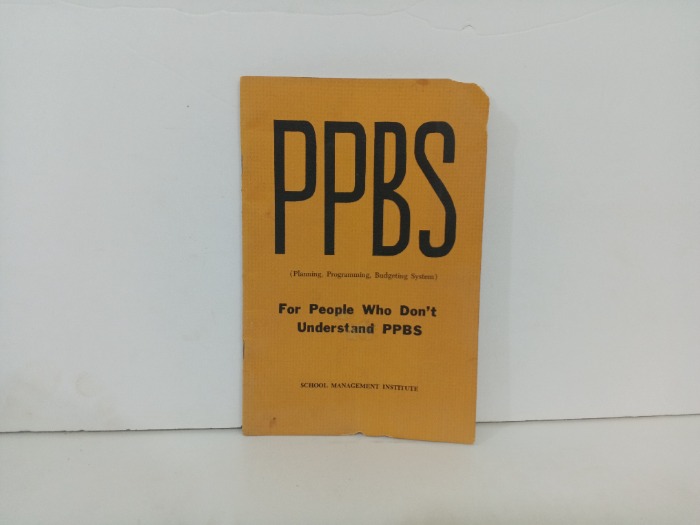 PPBS
(Planning, Programming, Budgeting System)
For People Who Don't
Understand PPBS
SCHOOL MANAGEMENT INSTITUTE